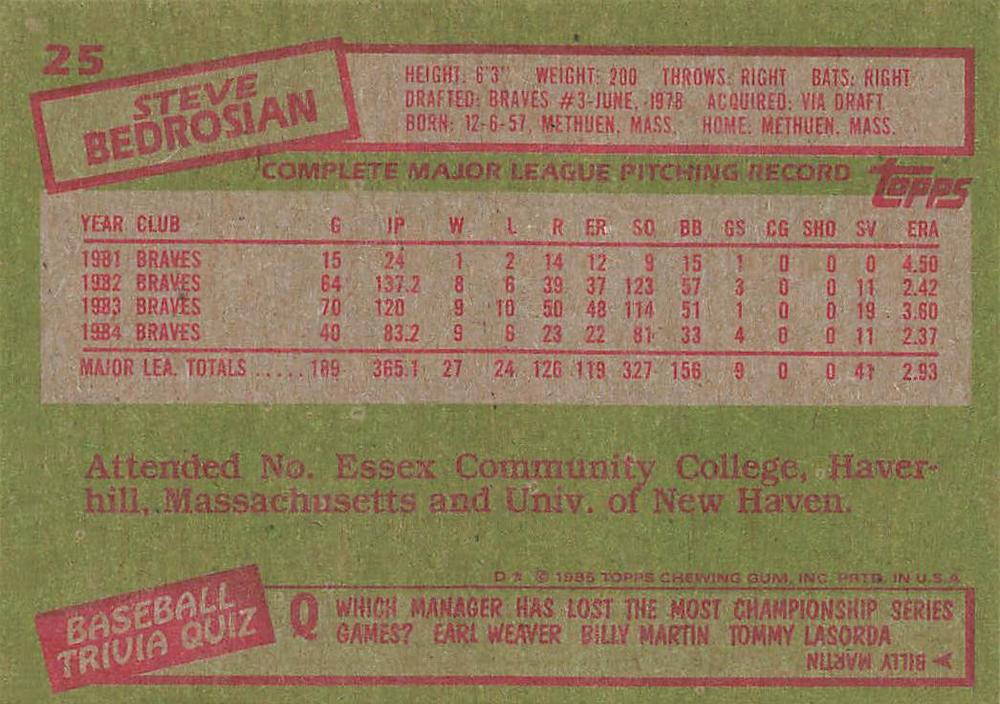 25
STEVE
BEDROSIAN
HEIGHT: 6'3" WEIGHT: 200 THROWS: RIGHT BATS: RIGHT
DRAFTED: BRAVES #3-JUNE, 1978 ACQUIRED: VIA DRAFT
BORN: 12-6-57, METHUEN, MASS. HOME: METHUEN, MASS.
COMPLETE MAJOR LEAGUE PITCHING RECORD
topps
YEAR CLUB G IP W L R ER SO BB GS CG SHO SV ERA
1981 BRAVES 15 24 1 2 14 12 9 15 1 0 0 0 4.50
1982 BRAVES 64 137.2 8 6 39 37 123 57 3 0 0 11 2.42
1983 BRAVES 70 120 9 10 50 48 114 51 1 0 0 19 3.60
1984 BRAVES 40 83.2 9 6 23 22 81 33 4 0 0 11 2.37
MAJOR LEA. TOTALS ..... 189 365.1 27 24 126 119 327 156 9 0 0 41 2.93
Attended No. Essex Community College, Haver-
hill, Massachusetts and Univ. of New Haven.
D* © 1985 TOPPS CHEWING GUM, INC. PRTD. IN U.S.A.
BASEBALL
TRIVIA QUIZ
Q WHICH MANAGER HAS LOST THE MOST CHAMPIONSHIP SERIES
GAMES? EARL WEAVER BILLY MARTIN TOMMY LASORDA
BILLY MARTIN